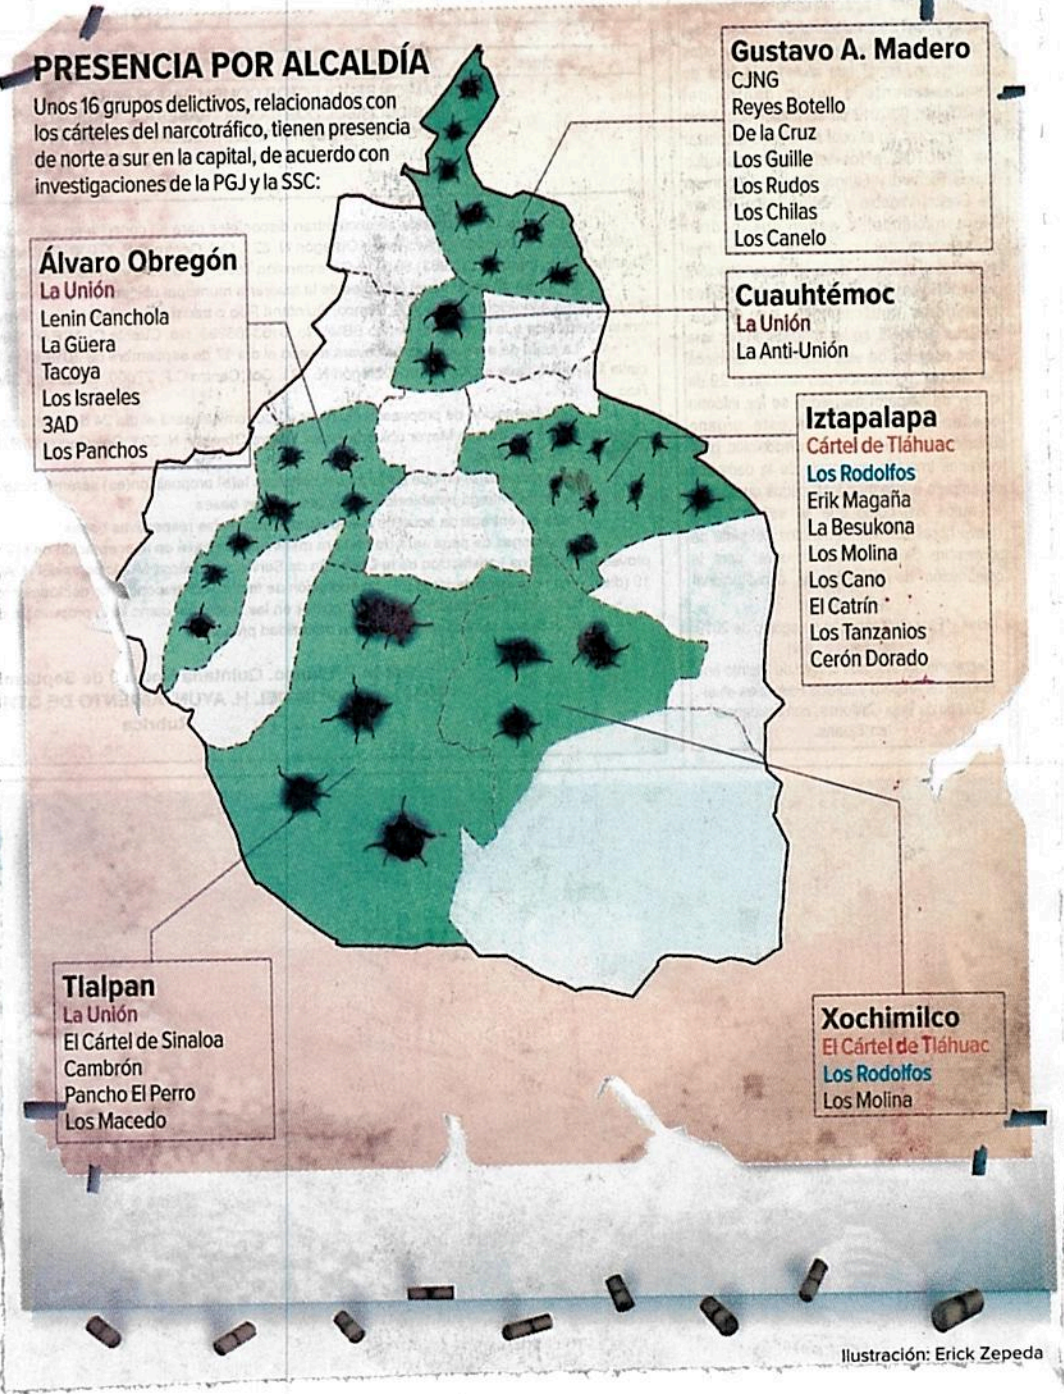 PRESENCIA POR ALCALDÍA
Unos 16 grupos delictivos, relacionados con
los cárteles del narcotráfico, tienen presencia
de norte a sur en la capital, de acuerdo con
investigaciones de la PGJ y la SSC:
Gustavo A. Madero
CJNG
Reyes Botello
De la Cruz
Los Guille
Los Rudos
Los Chilas
Los Canelo
Álvaro Obregón
La Unión
Lenin Canchola
La Güera
Tacoya
Los Israeles
3AD
Los Panchos
Cuauhtémoc
La Unión
La Anti-Unión
Iztapalapa
Cártel de Tláhuac
Los Rodolfos
Erik Magaña
La Besukona
Los Molina
Los Cano
El Catrín
Los Tanzanios
Cerón Dorado
Tlalpan
La Unión
El Cártel de Sinaloa
Cambrón
Pancho El Perro
Los Macedo
Xochimilco
El Cártel de Tláhuac
Los Rodolfos
Los Molina
Ilustración: Erick Zepeda